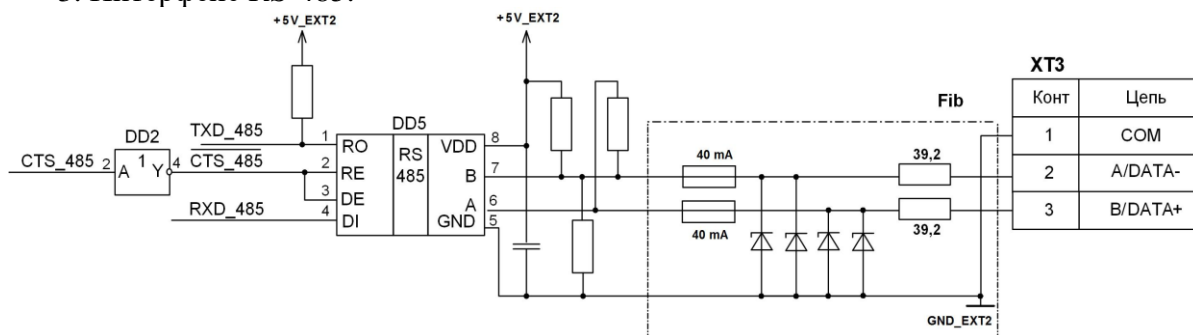 +5V_EXT2
+5V_EXT2
XT3
Конт Цепь
1 COM
2 A/DATA-
3 B/DATA+
Fib
DD2
CTS_485 2 A 1 Y 4 CTS_485
TXD_485
RXD_485
DD5
1 RO
2 RE
3 DE
4 DI
RS
485
VDD 8
B 7
A 6
GND 5
40 mA
40 mA
39,2
39,2
GND_EXT2